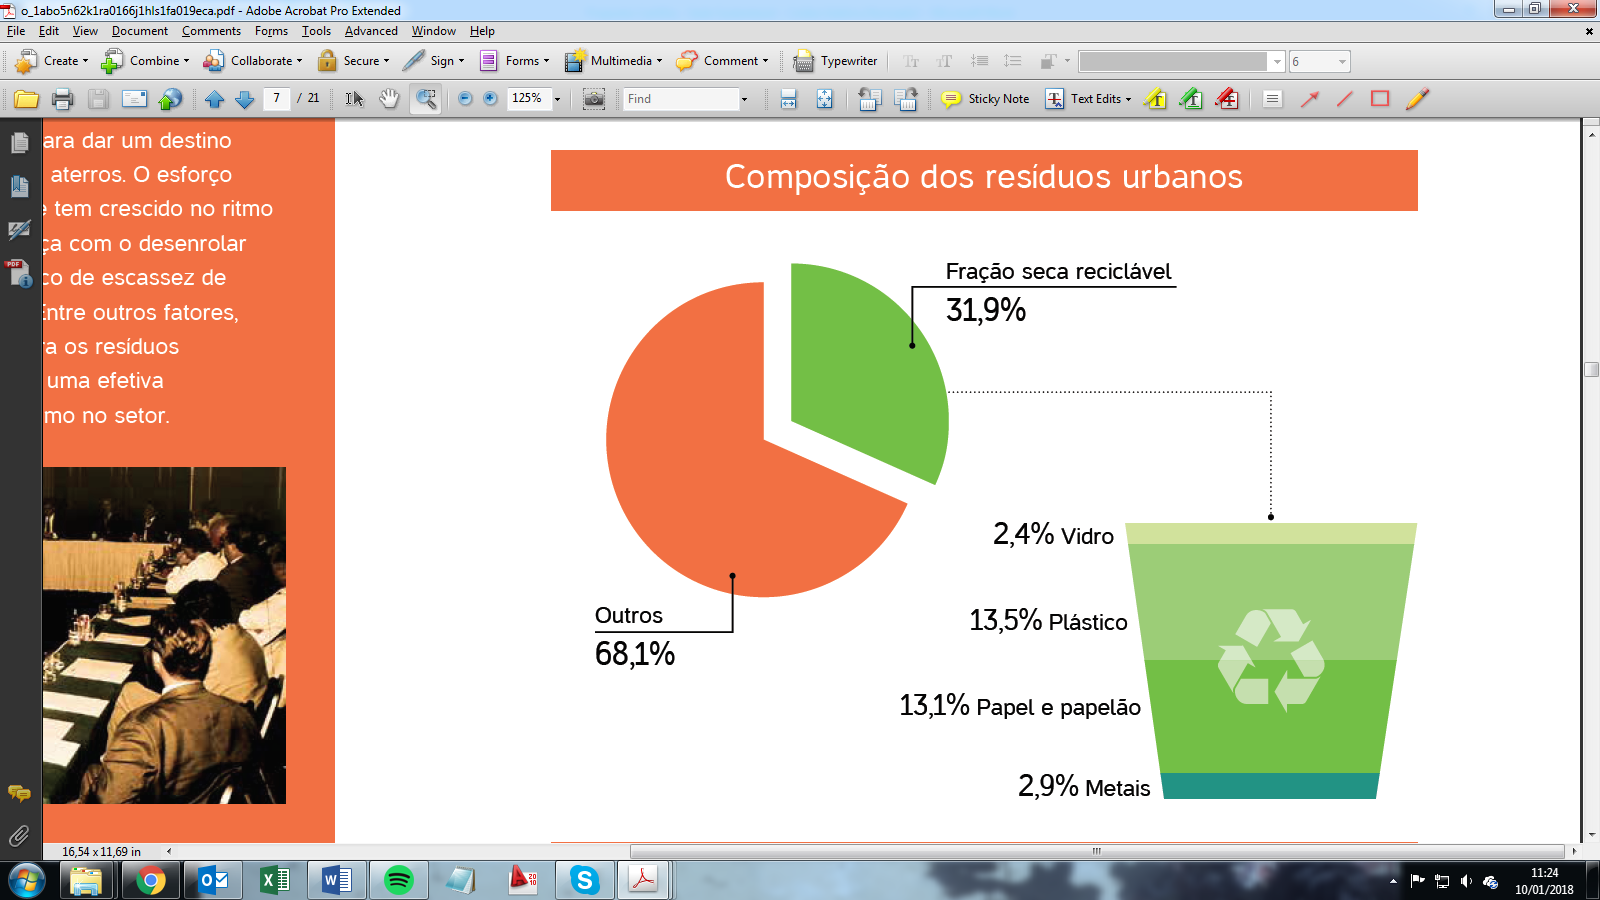 o_1abo5n62k1ra0166j1hls1fa019eca.pdf - Adobe Acrobat Pro Extended
File Edit View Document Comments Forms Tools Advanced Window Help
Create Combine Collaborate Secure Sign Forms Multimedia Comment Typewriter 6
7 / 21 125% Find Sticky Note Text Edits
ara dar um destino
aterros. O esforço
e tem crescido no ritmo
ça com o desenrolar
co de escassez de
Entre outros fatores,
ra os resíduos
uma efetiva
mo no setor.
Composição dos resíduos urbanos
Fração seca reciclável
31,9%
Outros
68,1%
2,4% Vidro
13,5% Plástico
13,1% Papel e papelão
2,9% Metais
16,54 x 11,69 in
11:24
10/01/2018